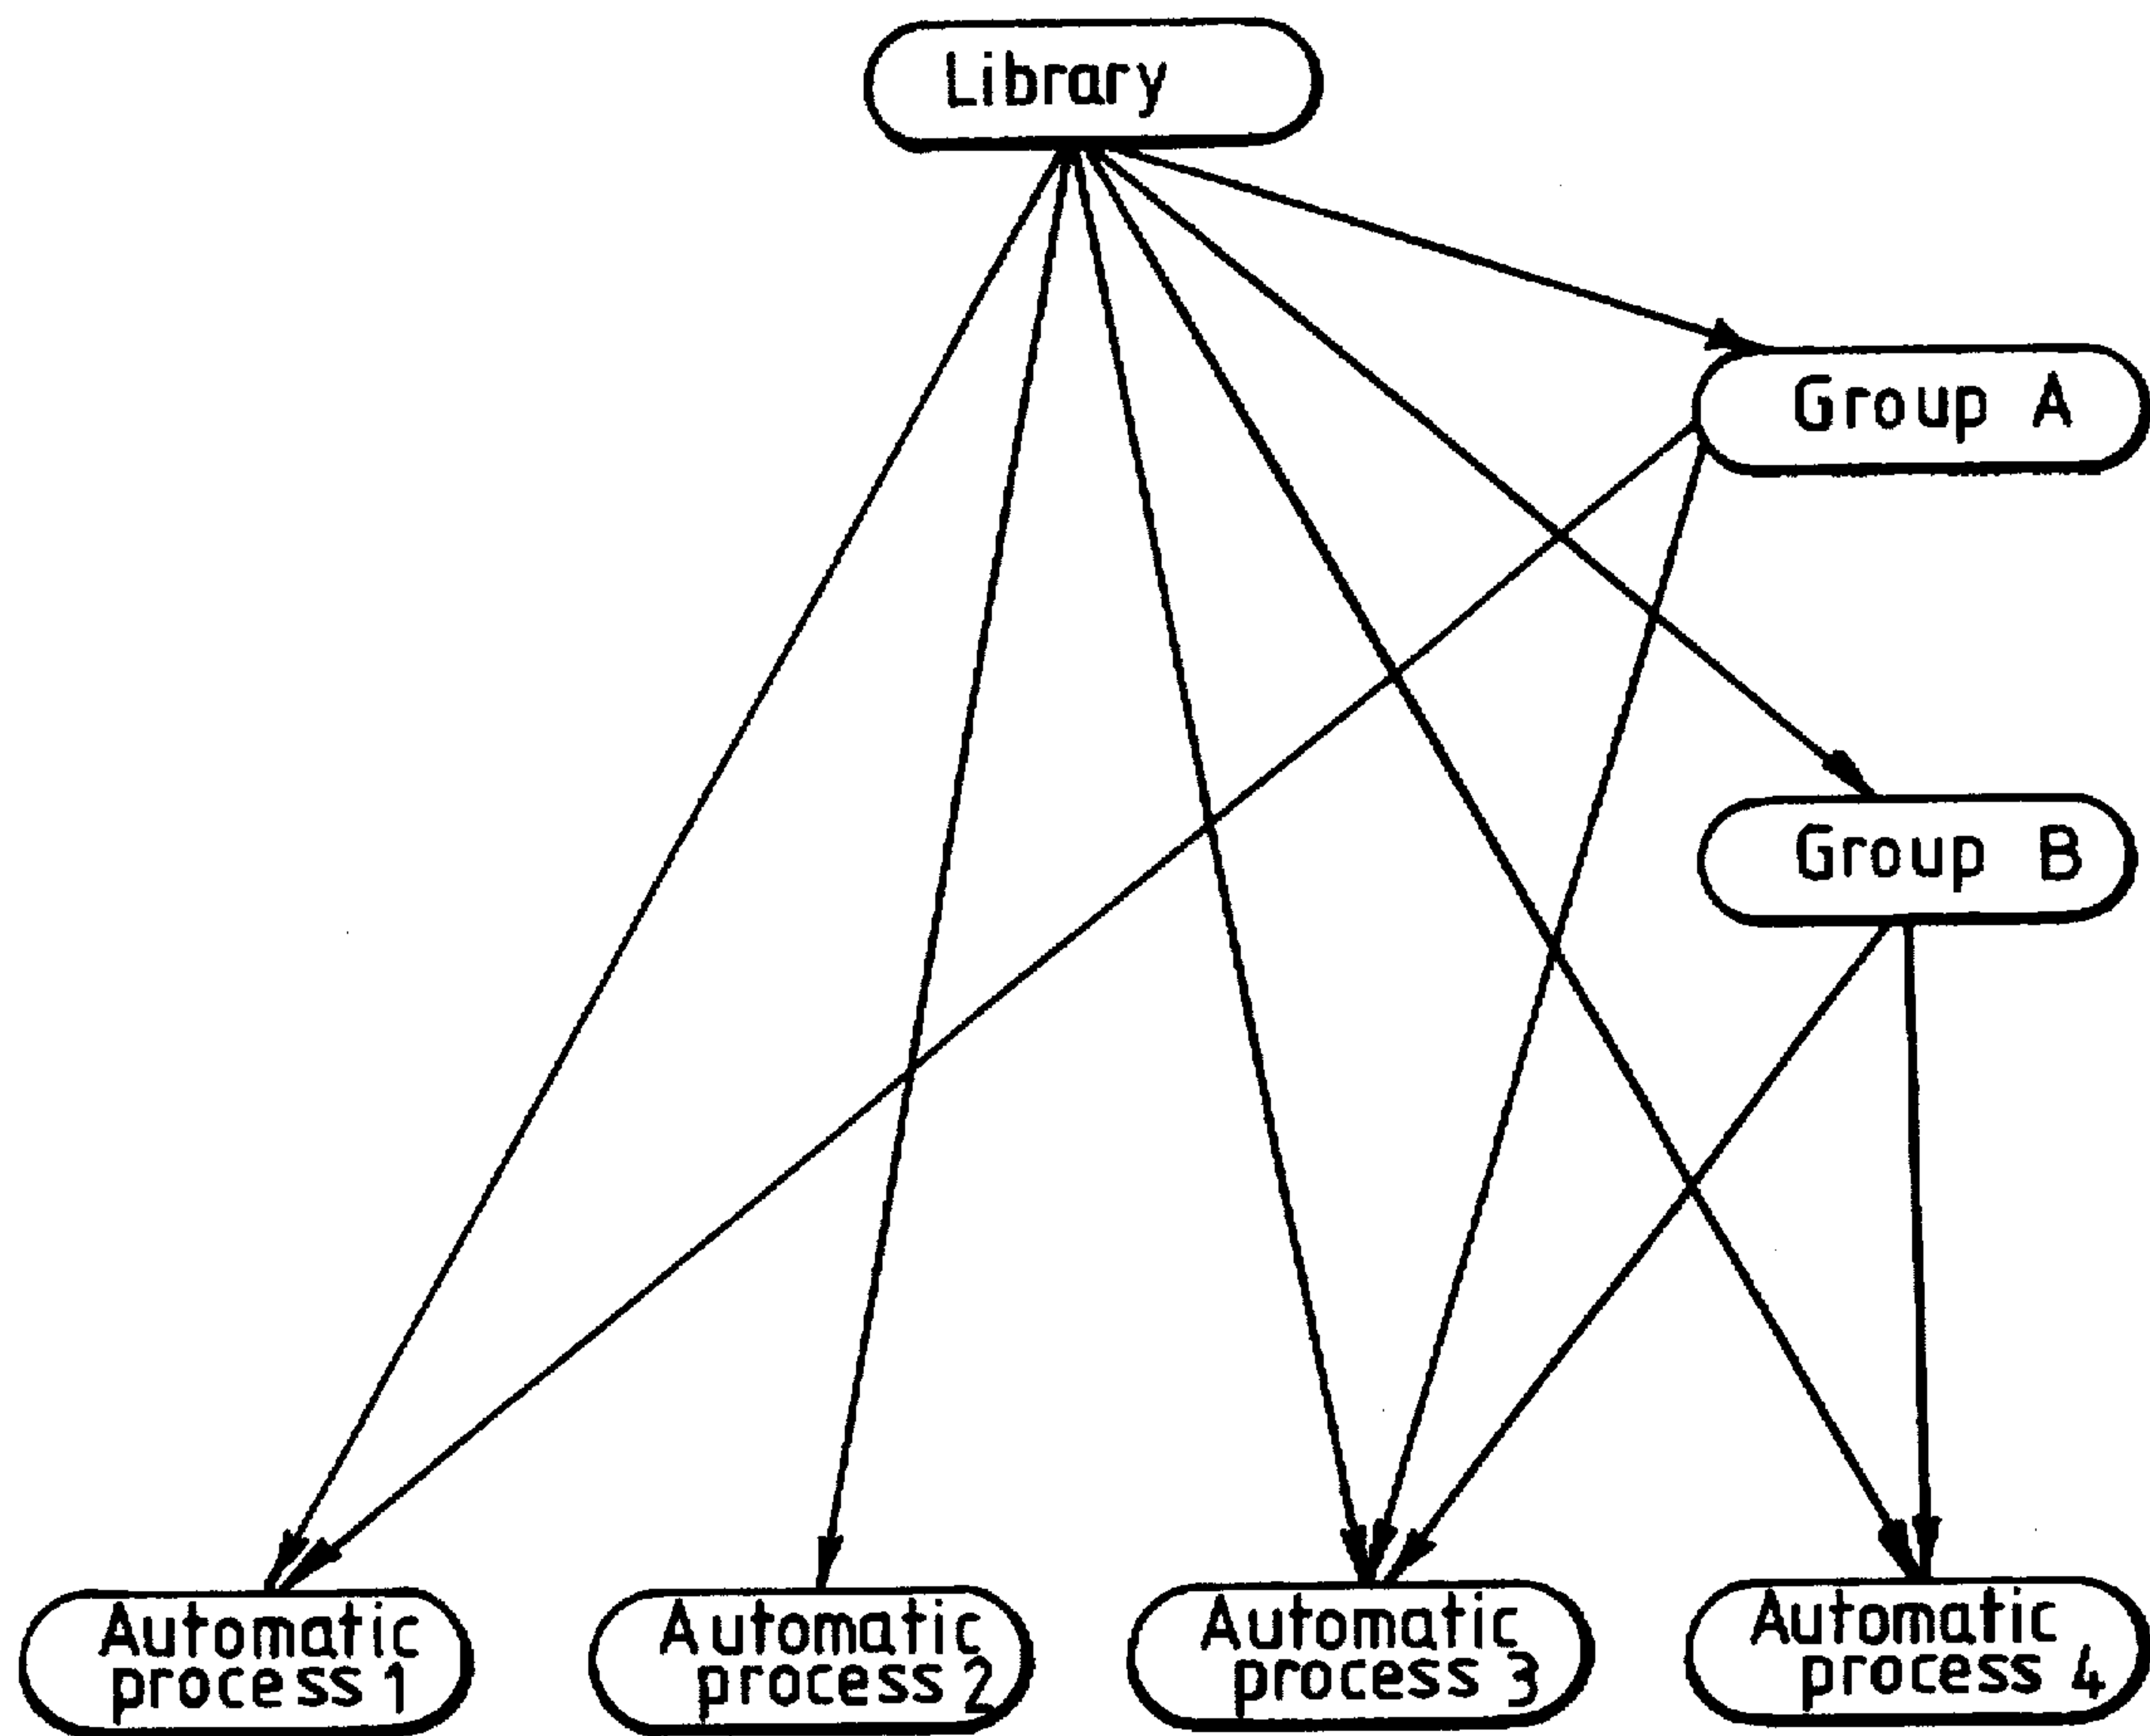 Library
Group A
Group B
Automatic
process 1
Automatic
process 2
Automatic
process 3
Automatic
process 4